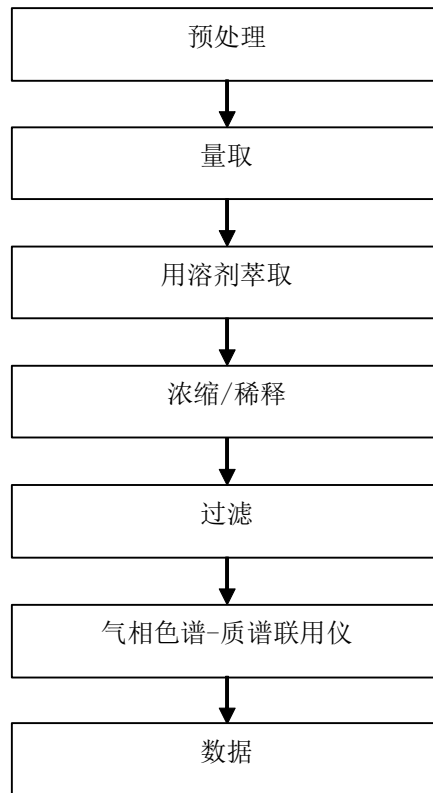 预处理
量取
用溶剂萃取
浓缩/稀释
过滤
气相色谱-质谱联用仪
数据